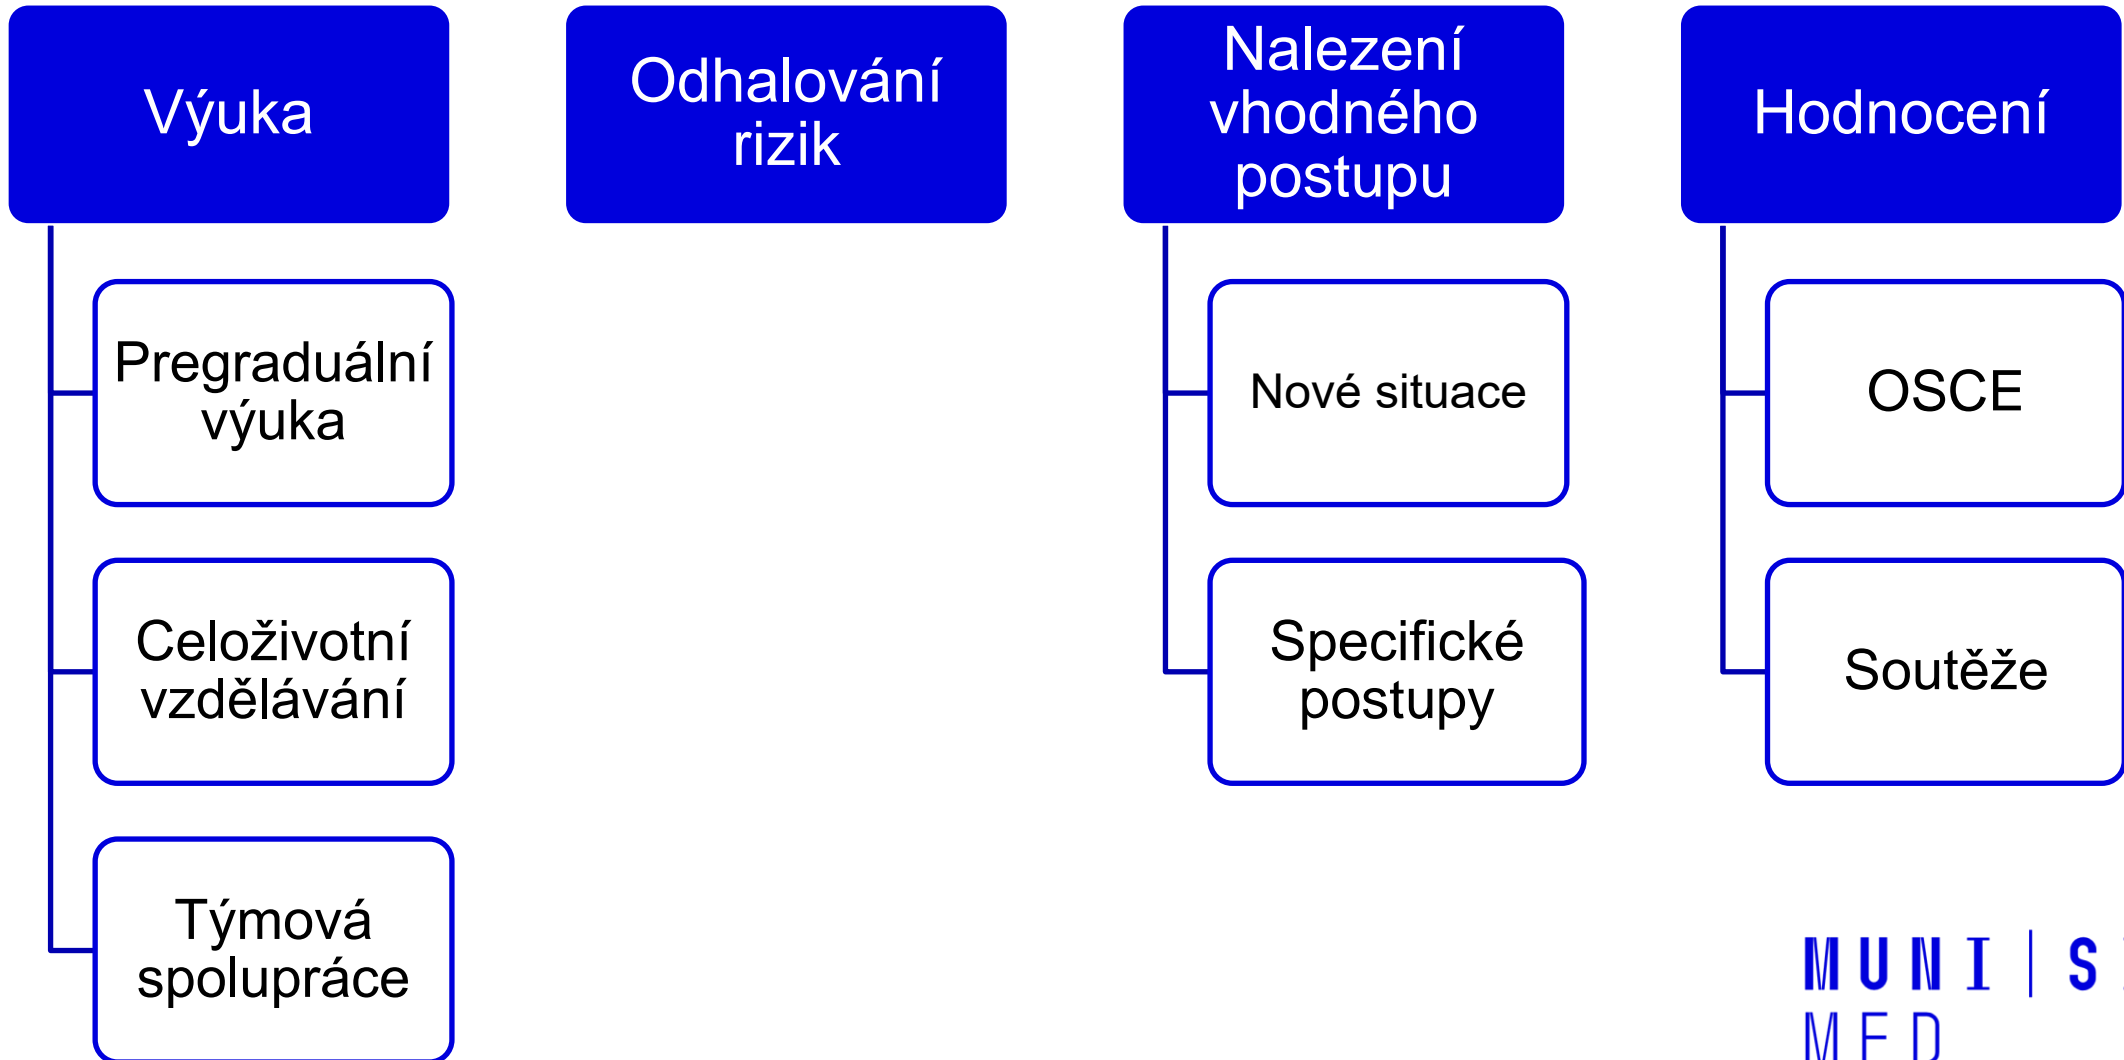 Výuka
Pregraduální
výuka
Celoživotní
vzdělávání
Týmová
spolupráce
Odhalování
rizik
Nalezení
vhodného
postupu
Nové situace
Specifické
postupy
Hodnocení
OSCE
Soutěže
MUNI
MED